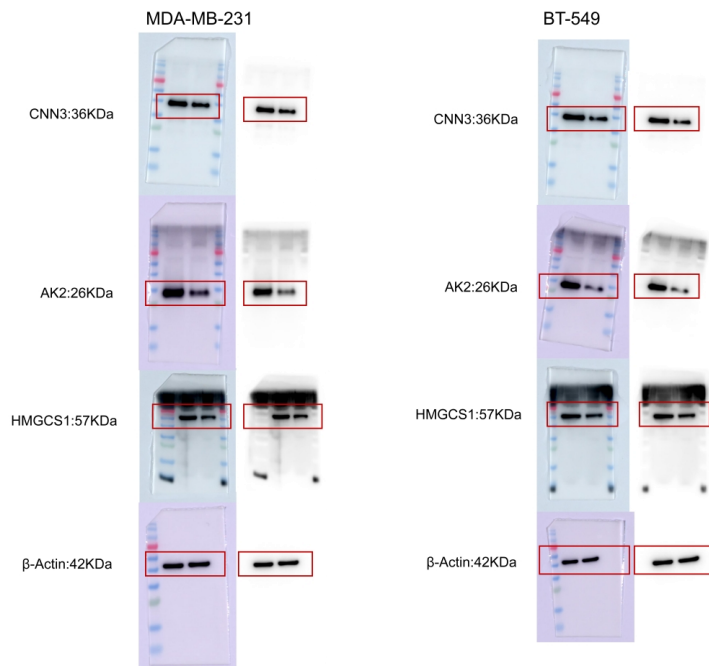 MDA-MB-231
BT-549
CNN3:36KDa
CNN3:36KDa
AK2:26KDa
AK2:26KDa
HMGCS1:57KDa
HMGCS1:57KDa
β-Actin:42KDa
β-Actin:42KDa